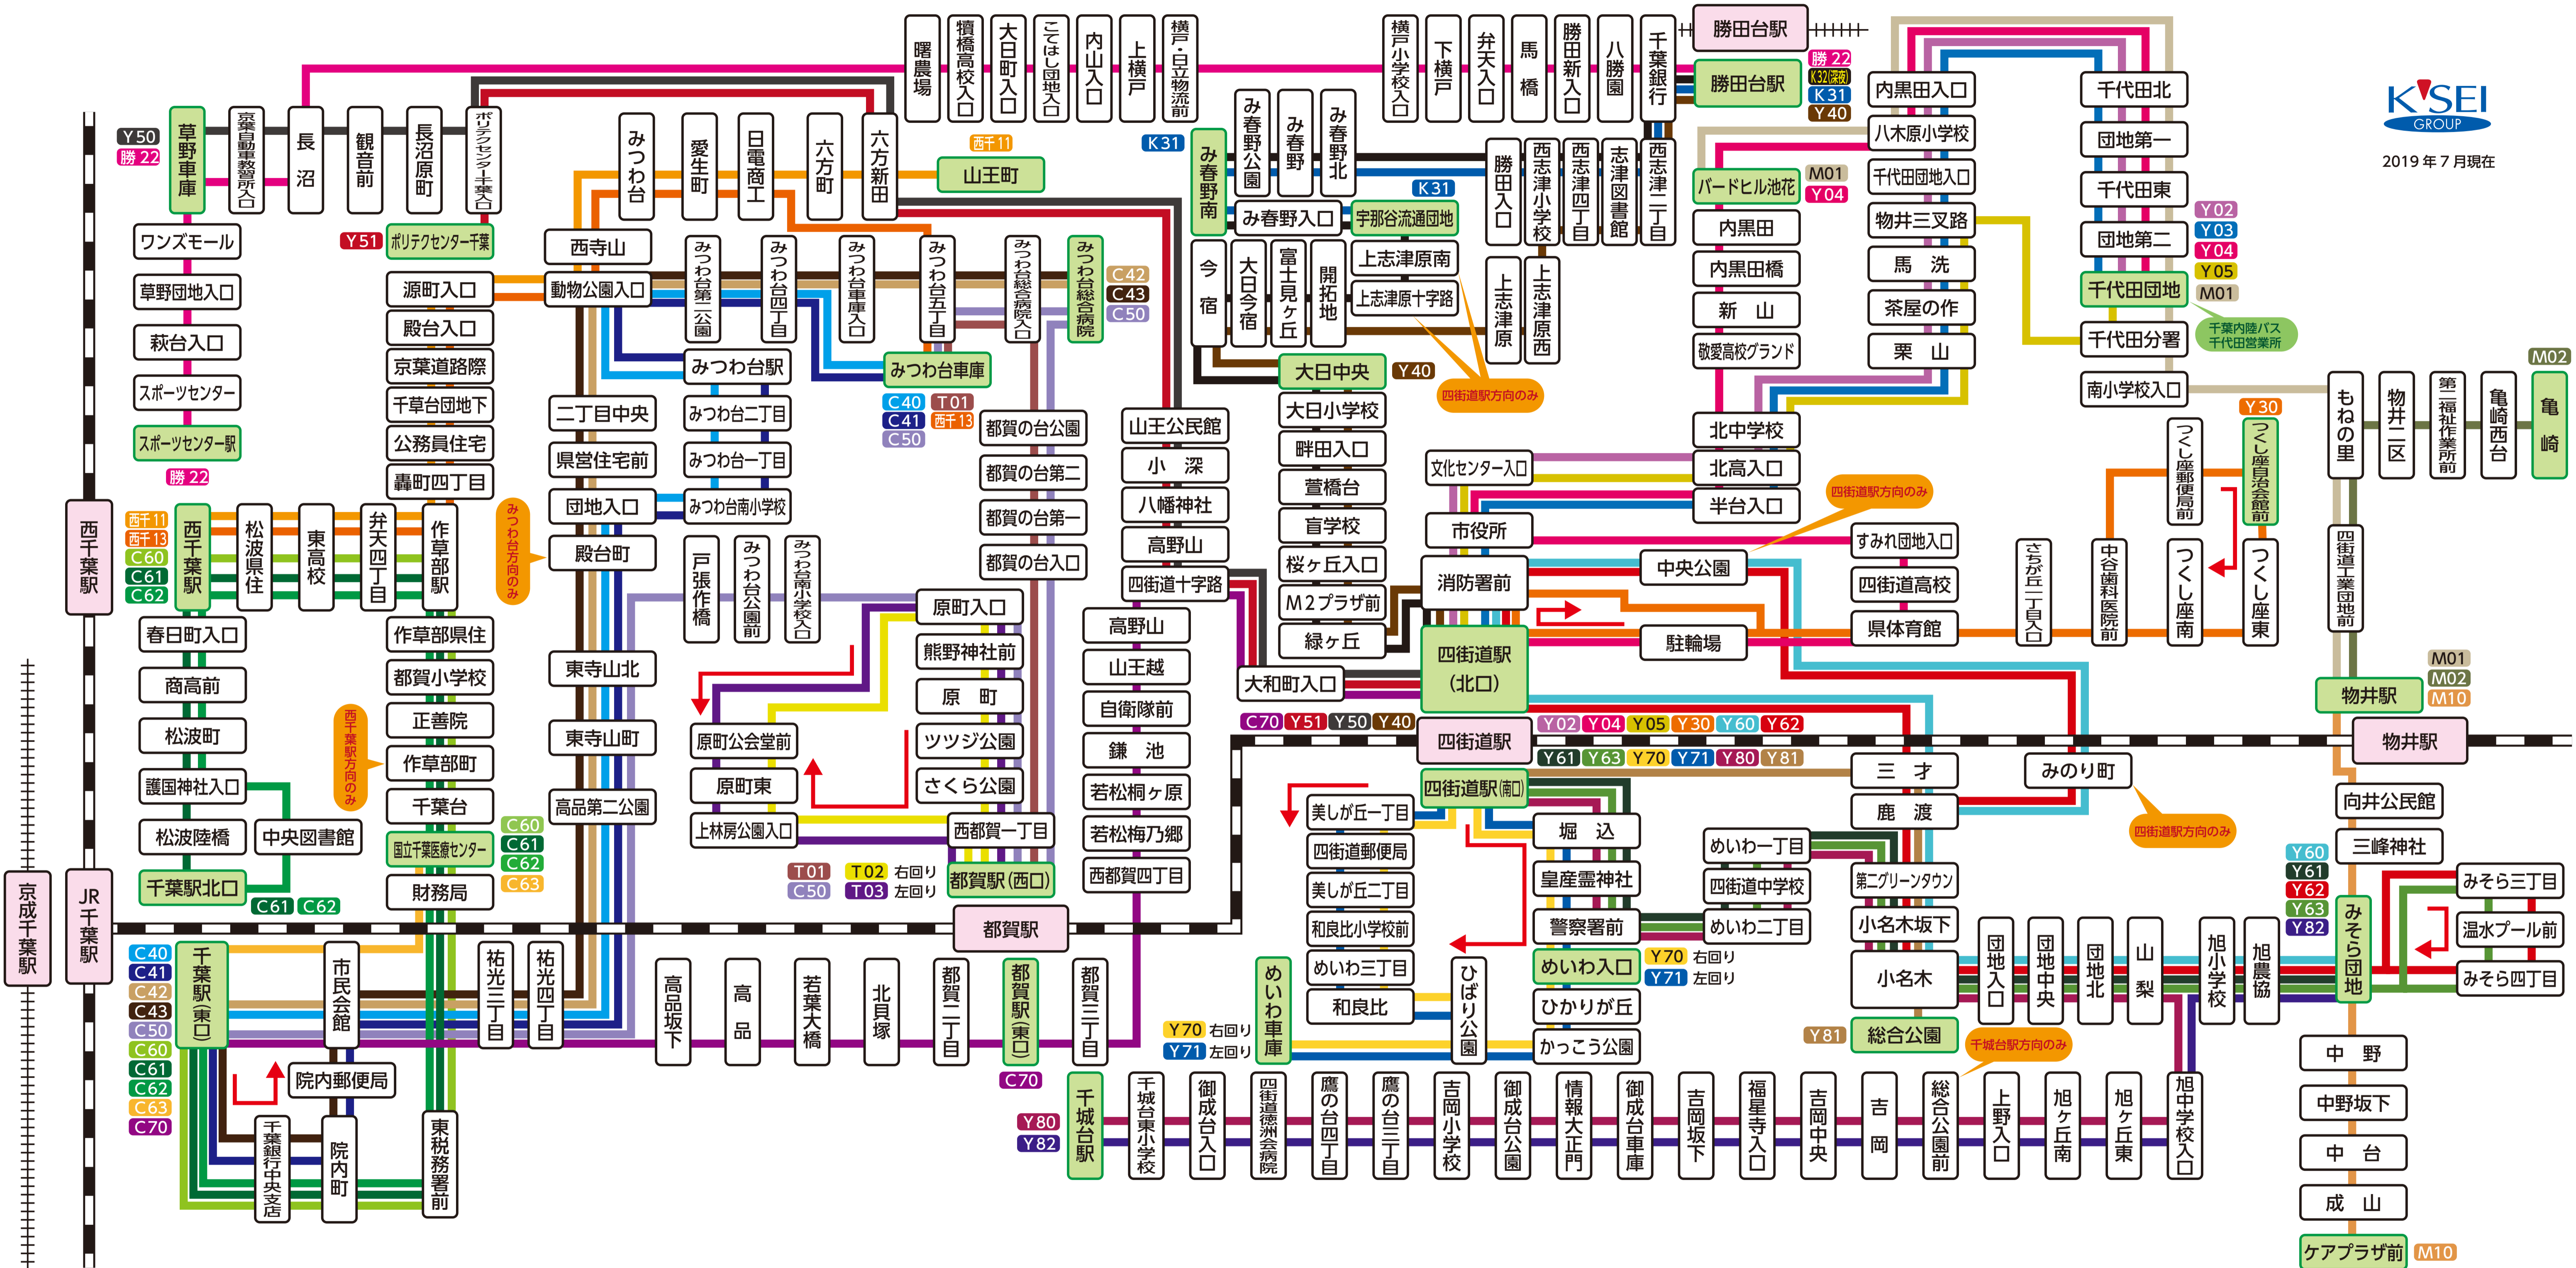 K'SEI
GROUP
2019年7月現在
勝田台駅
勝田台駅
勝22
K32(深夜)
K31
Y40
曙農場
犢橋高校入口
大日町入口
こてはし団地入口
内山入口
上横戸
横戸・日立物流前
横戸小学校入口
下横戸
弁天入口
馬橋
勝田新入口
八勝園
千葉銀行
Y50
勝22
草野車庫
京葉自動車教習所入口
長沼
観音前
長沼原町
ポリテクセンター千葉入口
Y51
ポリテクセンター千葉
ワンズモール
草野団地入口
萩台入口
スポーツセンター
スポーツセンター駅
勝22
みつわ台
愛生町
日電商工
六方町
六方新田
西千11
山王町
西寺山
動物公園入口
源町入口
殿台入口
京葉道路際
千草台団地下
公務員住宅
轟町四丁目
みつわ台第二公園
みつわ台四丁目
みつわ台車庫入口
みつわ台五丁目
みつわ台総合病院入口
みつわ台総合病院
C42
C43
C50
みつわ台駅
みつわ台二丁目
みつわ台一丁目
みつわ台南小学校
みつわ台車庫
C40
T01
C41
西千13
C50
二丁目中央
県営住宅前
団地入口
殿台町
みつわ台方向のみ
東寺山北
東寺山町
高品第二公園
都賀の台公園
都賀の台第二
都賀の台第一
都賀の台入口
戸張作橋
みつわ台公園前
みつわ台南小学校入口
原町入口
熊野神社前
原町
ツツジ公園
さくら公園
西都賀一丁目
原町公会堂前
原町東
上林房公園入口
T01
T02 右回り
C50
T03 左回り
都賀駅(西口)
都賀駅
西千葉駅
西千11
西千13
C60
C61
C62
西千葉駅
松波県住
東高校
弁天四丁目
作草部駅
春日町入口
商高前
松波町
護国神社入口
松波陸橋
中央図書館
千葉駅北口
C61
C62
作草部県住
都賀小学校
正善院
作草部町
西千葉駅方向のみ
千葉台
国立千葉医療センター
C60
C61
C62
C63
財務局
京成千葉駅
JR千葉駅
C40
C41
C42
C43
C50
C60
C61
C62
C63
C70
千葉駅(東口)
市民会館
院内郵便局
千葉銀行中央支店
院内町
東税務署前
祐光三丁目
祐光四丁目
高品坂下
高品
若葉大橋
北貝塚
都賀二丁目
都賀駅(東口)
C70
都賀三丁目
山王公民館
小深
八幡神社
高野山
四街道十字路
高野山
山王越
自衛隊前
鎌池
若松桐ヶ原
若松梅乃郷
西都賀四丁目
大和町入口
K31
み春野南
み春野公園
み春野
み春野北
み春野入口
K31
宇那谷流通団地
上志津原南
上志津原十字路
四街道駅方向のみ
勝田入口
西志津小学校
西志津四丁目
志津図書館
西志津二丁目
上志津原
上志津原西
今宿
大日今宿
富士見ヶ丘
開拓地
大日中央
Y40
大日小学校
畔田入口
萱橋台
盲学校
桜ヶ丘入口
M2プラザ前
緑ヶ丘
文化センター入口
市役所
消防署前
四街道駅
(北口)
C70
Y51
Y50
Y40
四街道駅
Y02
Y04
Y05
Y30
Y60
Y62
Y61
Y63
Y70
Y71
Y80
Y81
四街道駅(南口)
バードヒル池花
M01
Y04
内黒田
内黒田橋
新山
敬愛高校グランド
北中学校
北高入口
半台入口
内黒田入口
八木原小学校
千代田団地入口
物井三叉路
馬洗
茶屋の作
栗山
千代田北
団地第一
千代田東
団地第二
千代田団地
Y02
Y03
Y04
Y05
M01
千葉内陸バス
千代田営業所
千代田分署
南小学校入口
もねの里
物井二区
第二福祉作業所前
亀崎西台
亀崎
M02
四街道工業団地前
M01
M02
M10
物井駅
物井駅
四街道駅方向のみ
中央公園
駐輪場
すみれ団地入口
四街道高校
県体育館
さちが丘一丁目入口
中谷歯科医院前
つくし座郵便局前
つくし座南
Y30
つくし座自治会館前
つくし座東
三才
鹿渡
みのり町
四街道駅方向のみ
第二グリーンタウン
小名木坂下
小名木
Y81
総合公園
美しが丘一丁目
四街道郵便局
美しが丘二丁目
和良比小学校前
めいわ三丁目
和良比
堀込
皇産霊神社
警察署前
めいわ入口
Y70 右回り
Y71 左回り
ひかりが丘
かっこう公園
ひばり公園
めいわ車庫
Y70 右回り
Y71 左回り
めいわ一丁目
四街道中学校
めいわ二丁目
団地入口
団地中央
団地北
山梨
旭小学校
旭農協
Y60
Y61
Y62
Y63
Y82
みそら団地
みそら三丁目
温水プール前
みそら四丁目
向井公民館
三峰神社
中野
中野坂下
中台
成山
ケアプラザ前
M10
Y80
Y82
千城台駅
千城台東小学校
御成台入口
四街道徳洲会病院
鷹の台四丁目
鷹の台三丁目
吉岡小学校
御成台公園
情報大正門
御成台車庫
吉岡坂下
福星寺入口
吉岡中央
吉岡
総合公園前
千城台駅方向のみ
上野入口
旭ヶ丘南
旭ヶ丘東
旭中学校入口